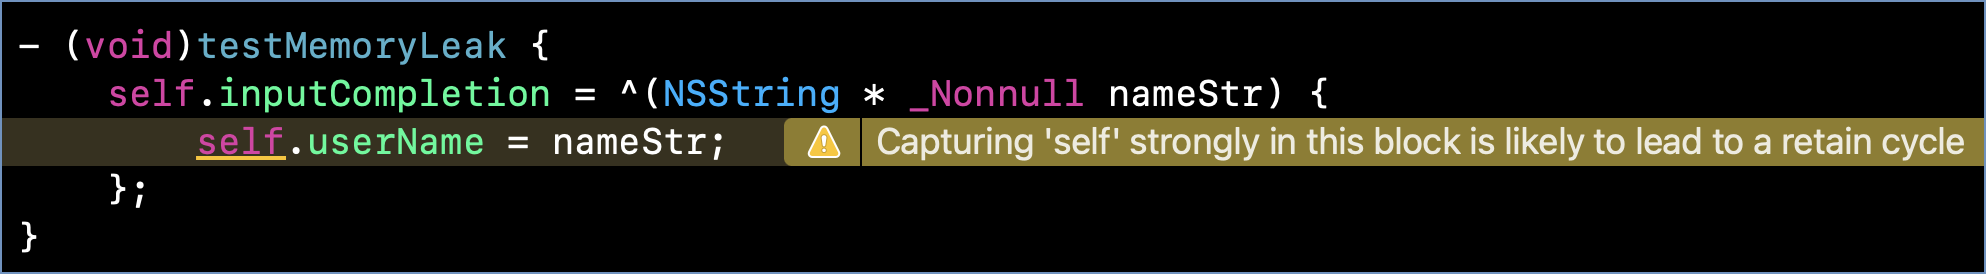 - (void)testMemoryLeak {
    self.inputCompletion = ^(NSString * _Nonnull nameStr) {
        self.userName = nameStr; Capturing 'self' strongly in this block is likely to lead to a retain cycle
    };
}